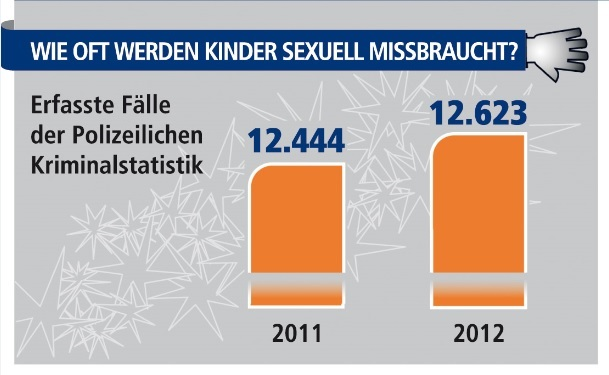 WIE OFT WERDEN KINDER SEXUELL MISSBRAUCHT?
Erfasste Fälle
der Polizeilichen
Kriminalstatistik
12.444
12.623
2011
2012